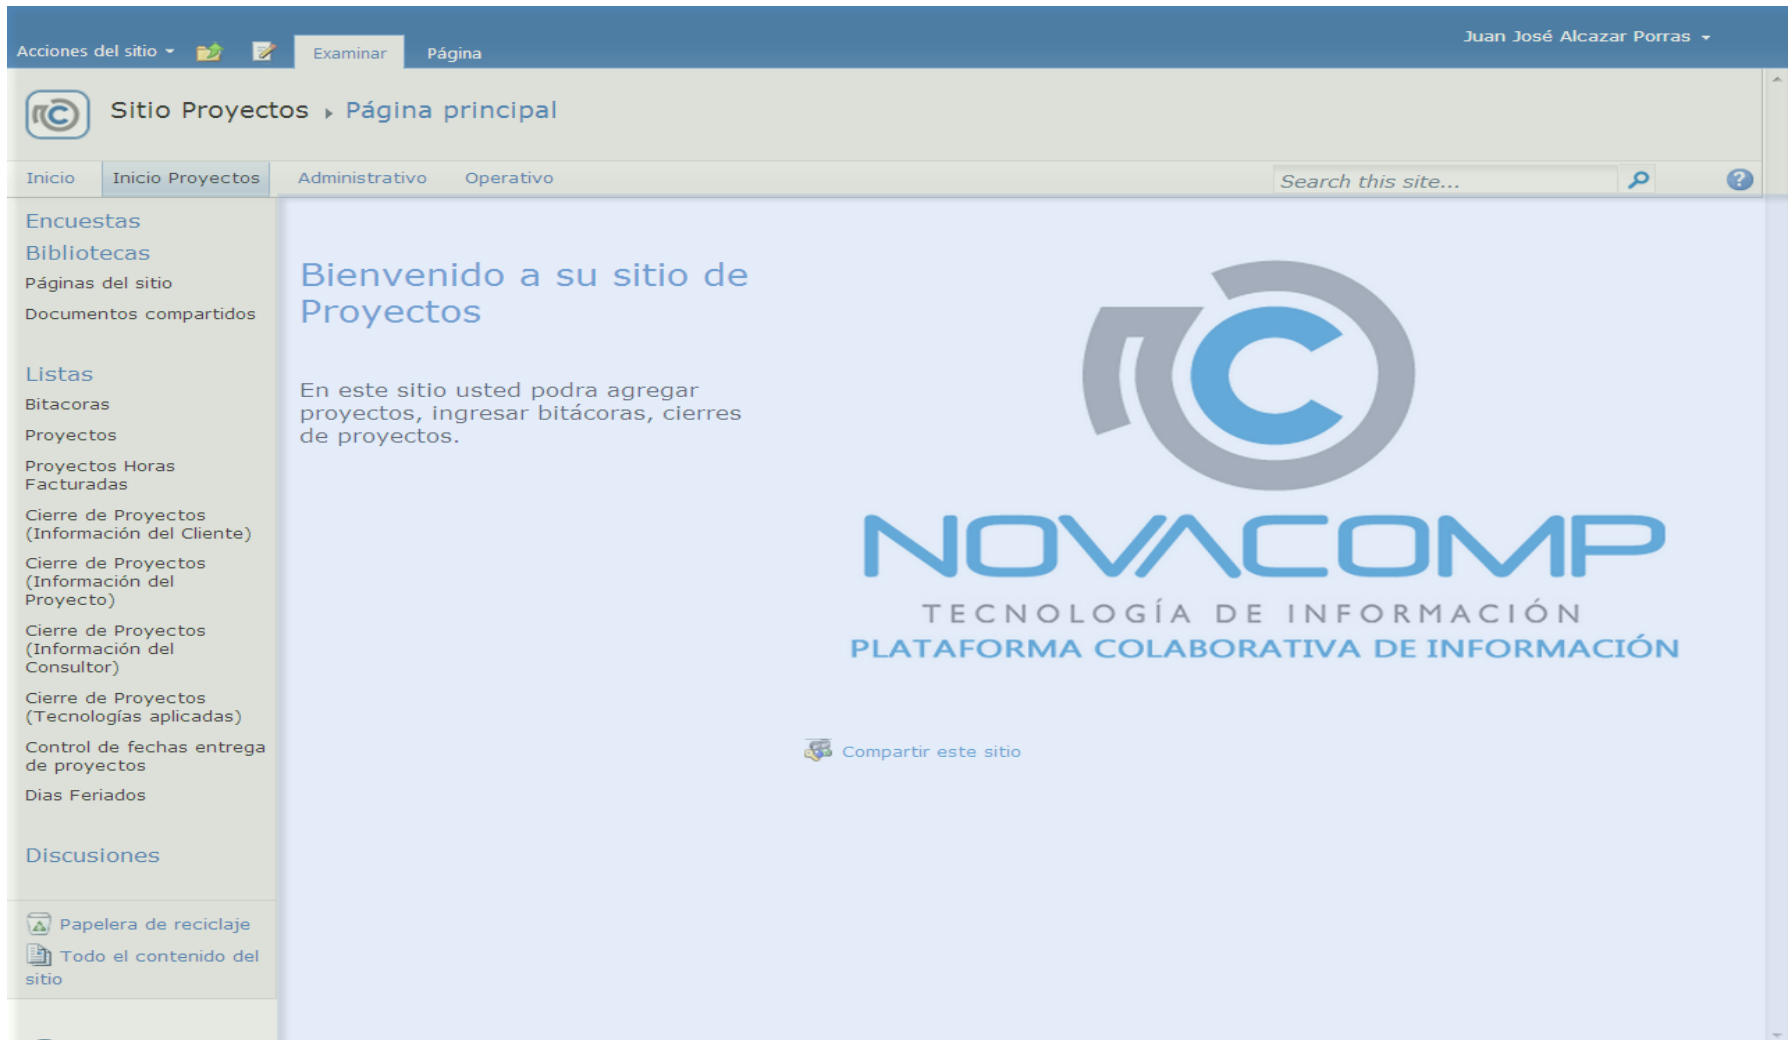 Acciones del sitio
Examinar
Página
Juan José Alcazar Porras
Sitio Proyectos
Página principal
Inicio
Inicio Proyectos
Administrativo
Operativo
Search this site...
Encuestas
Bibliotecas
Páginas del sitio
Documentos compartidos
Listas
Bitacoras
Proyectos
Proyectos Horas
Facturadas
Cierre de Proyectos
(Información del Cliente)
Cierre de Proyectos
(Información del
Proyecto)
Cierre de Proyectos
(Información del
Consultor)
Cierre de Proyectos
(Tecnologías aplicadas)
Control de fechas entrega
de proyectos
Dias Feriados
Discusiones
Papelera de reciclaje
Todo el contenido del
sitio
Bienvenido a su sitio de
Proyectos
En este sitio usted podra agregar
proyectos, ingresar bitácoras, cierres
de proyectos.
NOVACOMP
TECNOLOGÍA DE INFORMACIÓN
PLATAFORMA COLABORATIVA DE INFORMACIÓN
Compartir este sitio